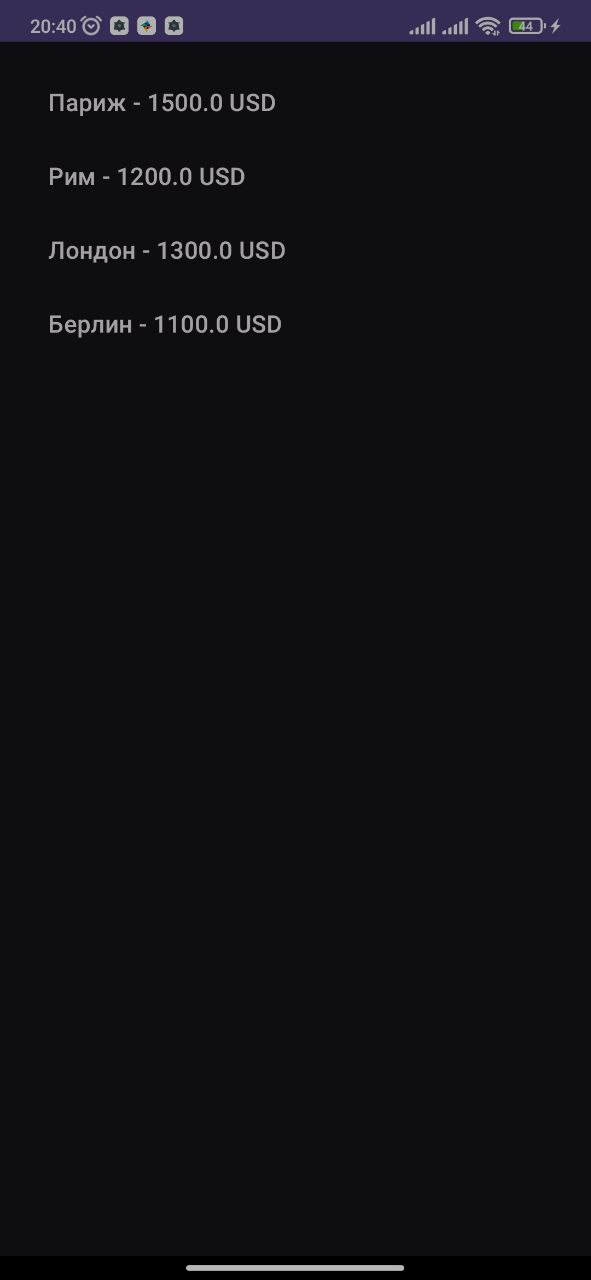 20:40 44
Париж - 1500.0 USD
Рим - 1200.0 USD
Лондон - 1300.0 USD
Берлин - 1100.0 USD